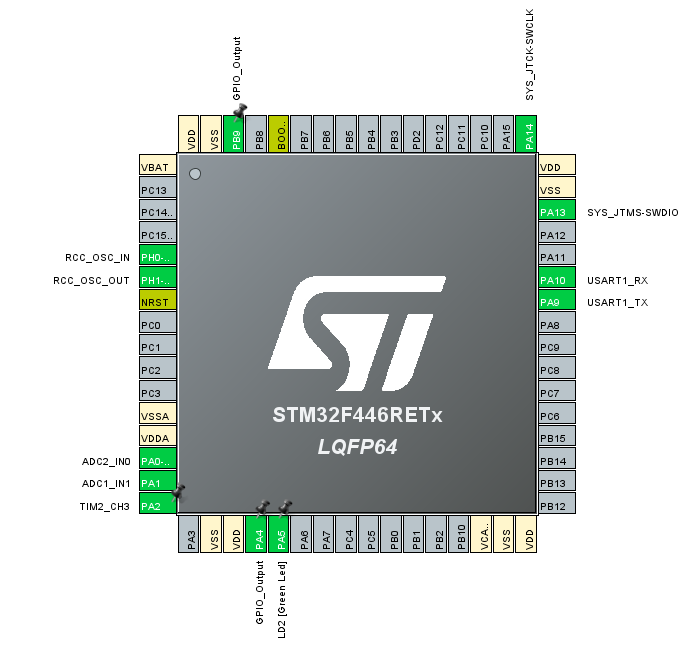 GPIO_Output
SYS_JTCK-SWCLK
VDD
VSS
PB9
PB8
BOO..
PB7
PB6
PB5
PB4
PB3
PD2
PC12
PC11
PC10
PA15
PA14
VBAT
PC13
PC14..
PC15..
RCC_OSC_IN PH0-..
RCC_OSC_OUT PH1-..
NRST
PC0
PC1
PC2
PC3
VSSA
VDDA
ADC2_IN0 PA0-..
ADC1_IN1 PA1
TIM2_CH3 PA2
STM32F446RETx
LQFP64
VDD
VSS
PA13 SYS_JTMS-SWDIO
PA12
PA11
PA10 USART1_RX
PA9 USART1_TX
PA8
PC9
PC8
PC7
PC6
PB15
PB14
PB13
PB12
PA3
VSS
VDD
PA4
PA5
PA6
PA7
PC4
PC5
PB0
PB1
PB2
PB10
VCA..
VSS
VDD
GPIO_Output
LD2 [Green Led]